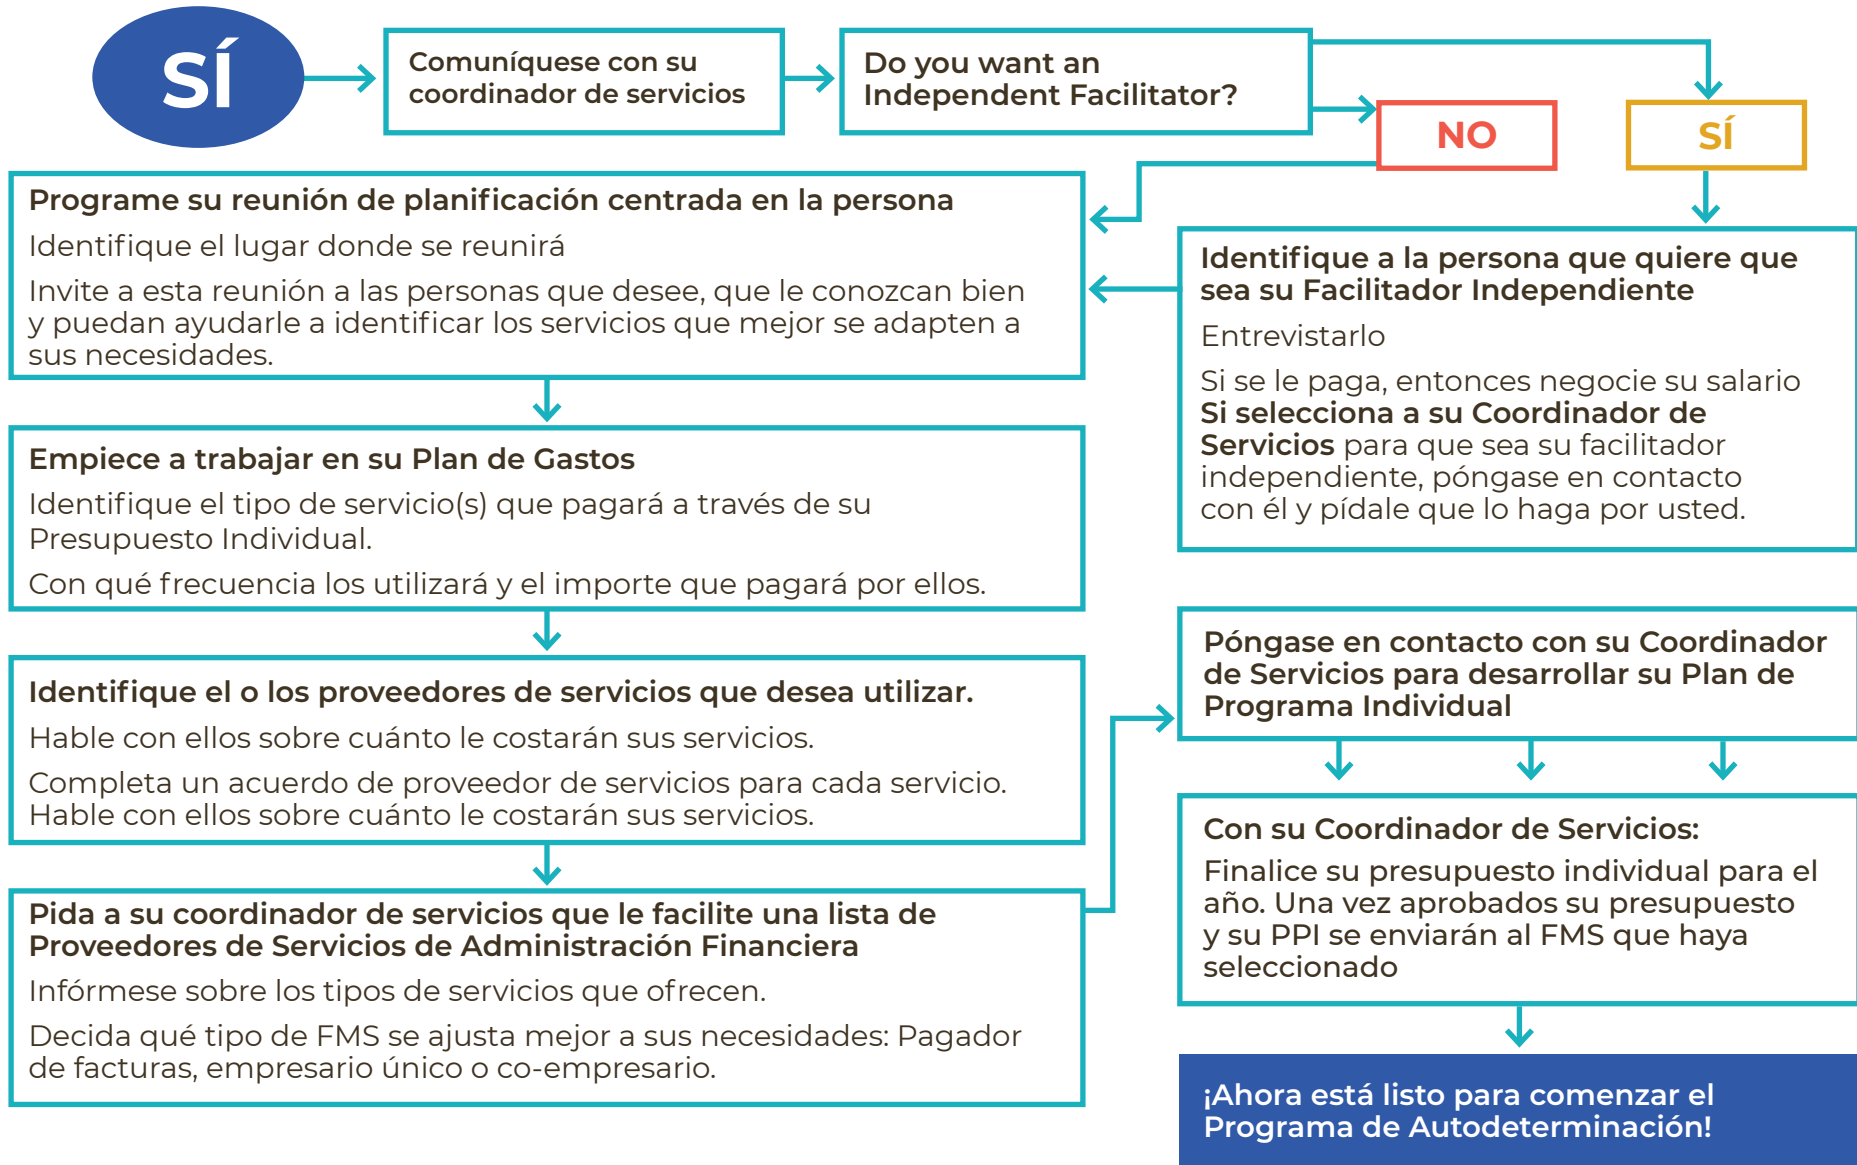 SÍ
Comuníquese con su
coordinador de servicios
Do you want an
Independent Facilitator?
NO
SÍ
Programe su reunión de planificación centrada en la persona
Identifique el lugar donde se reunirá
Invite a esta reunión a las personas que desee, que le conozcan bien
y puedan ayudarle a identificar los servicios que mejor se adapten a
sus necesidades.
Identifique a la persona que quiere que
sea su Facilitador Independiente
Entrevistarlo
Si se le paga, entonces negocie su salario
Si selecciona a su Coordinador de
Servicios para que sea su facilitador
independiente, póngase en contacto
con él y pídale que lo haga por usted.
Empiece a trabajar en su Plan de Gastos
Identifique el tipo de servicio(s) que pagará a través de su
Presupuesto Individual.
Con qué frecuencia los utilizará y el importe que pagará por ellos.
Identifique el o los proveedores de servicios que desea utilizar.
Hable con ellos sobre cuánto le costarán sus servicios.
Completa un acuerdo de proveedor de servicios para cada servicio.
Hable con ellos sobre cuánto le costarán sus servicios.
Pida a su coordinador de servicios que le facilite una lista de
Proveedores de Servicios de Administración Financiera
Infórmese sobre los tipos de servicios que ofrecen.
Decida qué tipo de FMS se ajusta mejor a sus necesidades: Pagador
de facturas, empresario único o co-empresario.
Póngase en contacto con su Coordinador
de Servicios para desarrollar su Plan de
Programa Individual
Con su Coordinador de Servicios:
Finalice su presupuesto individual para el
año. Una vez aprobados su presupuesto
y su PPI se enviarán al FMS que haya
seleccionado
¡Ahora está listo para comenzar el
Programa de Autodeterminación!